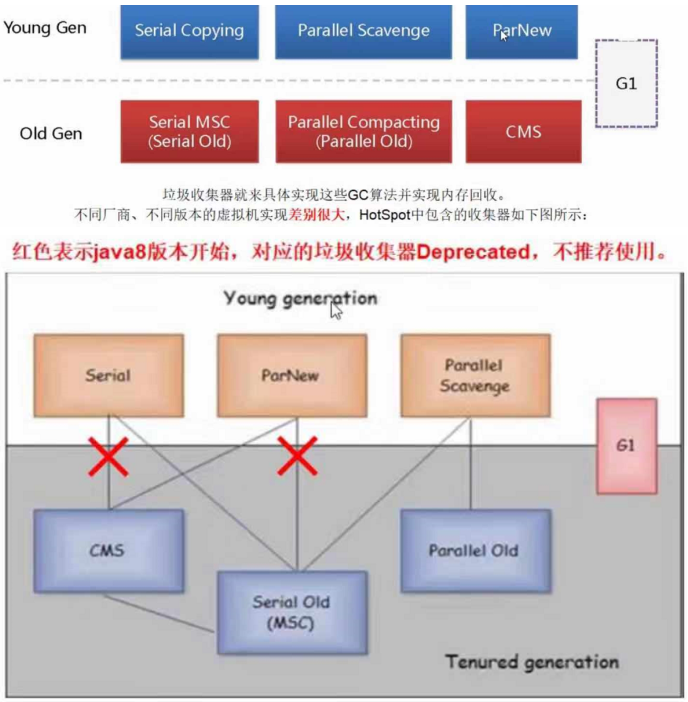 Young Gen
Serial Copying
Parallel Scavenge
ParNew
G1
Old Gen
Serial MSC
(Serial Old)
Parallel Compacting
(Parallel Old)
CMS
垃圾收集器就来具体实现这些GC算法并实现内存回收。
不同厂商、不同版本的虚拟机实现差别很大，HotSpot中包含的收集器如下图所示：
红色表示java8版本开始，对应的垃圾收集器Deprecated，不推荐使用。
Young generation
Serial
ParNew
Parallel
Scavenge
G1
CMS
Parallel Old
Serial Old
(MSC)
Tenured generation